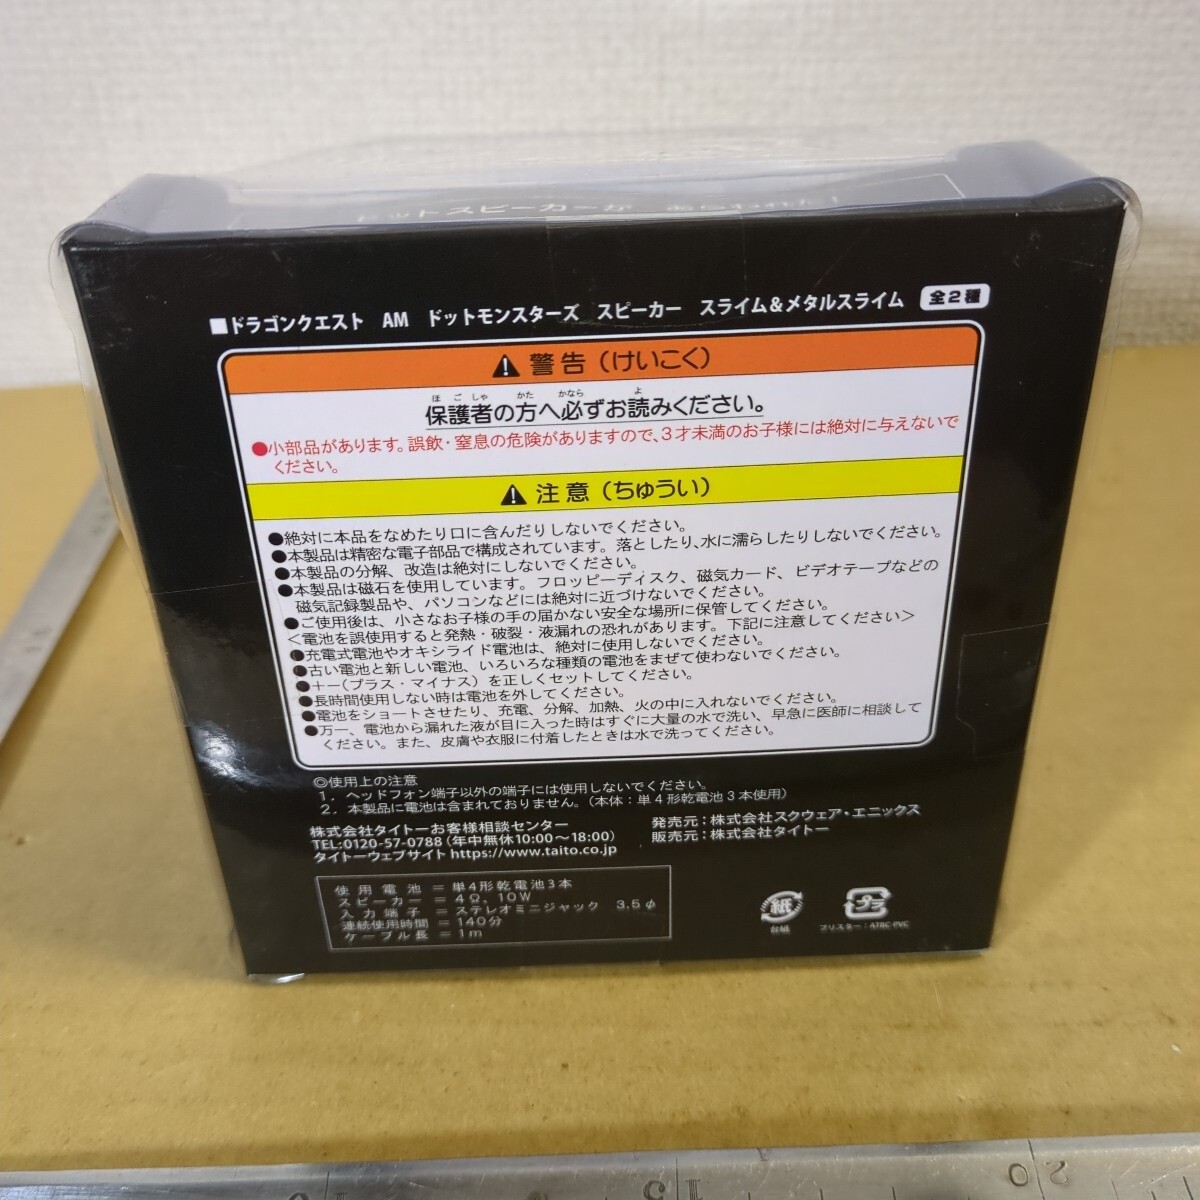 ドットスピーカーが あらわれた!
■ドラゴンクエスト AM ドットモンスターズ スピーカー スライム&メタルスライム 全2種
警告(けいこく)
ほごしゃ かた かなら よ
保護者の方へ必ずお読みください。
●小部品があります。誤飲・窒息の危険がありますので、3才未満のお子様には絶対に与えないで
ください。
注意(ちゅうい)
●絶対に本品をなめたり口に含んだりしないでください。
●本製品は精密な電子部品で構成されています。落としたり、水に濡らしたりしないでください。
●本製品の分解、改造は絶対にしないでください。
●本製品は磁石を使用しています。フロッピーディスク、磁気カード、ビデオテープなどの
磁気記録製品や、パソコンなどには絶対に近づけないでください。
●ご使用後は、小さなお子様の手の届かない安全な場所に保管してください。
<電池を誤使用すると発熱・破裂・液漏れの恐れがあります。下記に注意してください>
●充電式電池やオキシライド電池は、絶対に使用しないでください。
●古い電池と新しい電池、いろいろな種類の電池をまぜて使わないでください。
●+-(プラス・マイナス)を正しくセットしてください。
●長時間使用しない時は電池を外してください。
●電池をショートさせたり、充電、分解、加熱、火の中に入れないでください。
●万一、電池から漏れた液が目に入った時はすぐに大量の水で洗い、早急に医師に相談して
ください。また、皮膚や衣服に付着したときは水で洗ってください。
◎使用上の注意
1.ヘッドフォン端子以外の端子には使用しないでください。
2.本製品に電池は含まれておりません。(本体:単4形乾電池3本使用)
株式会社タイトーお客様相談センター
TEL:0120-57-0788(年中無休10:00〜18:00)
タイトーウェブサイト https://www.taito.co.jp
発売元:株式会社スクウェア・エニックス
販売元:株式会社タイトー
使用電池=単4形乾電池3本
スピーカー=4Ω、10W
入力端子=ステレオミニジャック 3.5φ
連続使用時間=140分
ケーブル長=1m
紙
台紙
プラ
ブリスター:ATBC-PVC
1
20